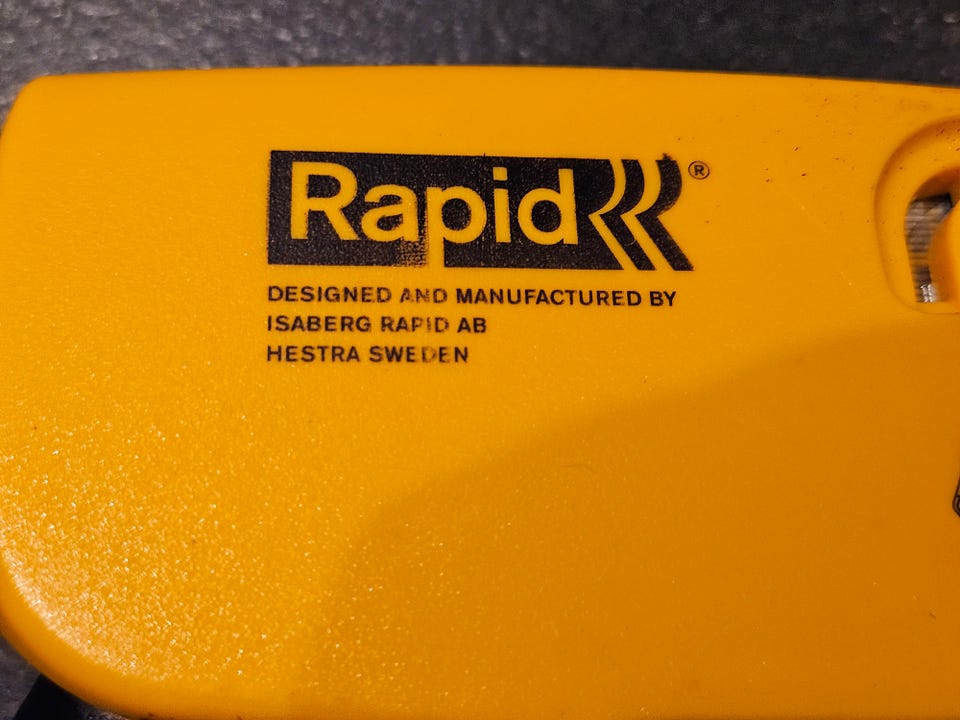 Rapid ®
DESIGNED AND MANUFACTURED BY
ISABERG RAPID AB
HESTRA SWEDEN